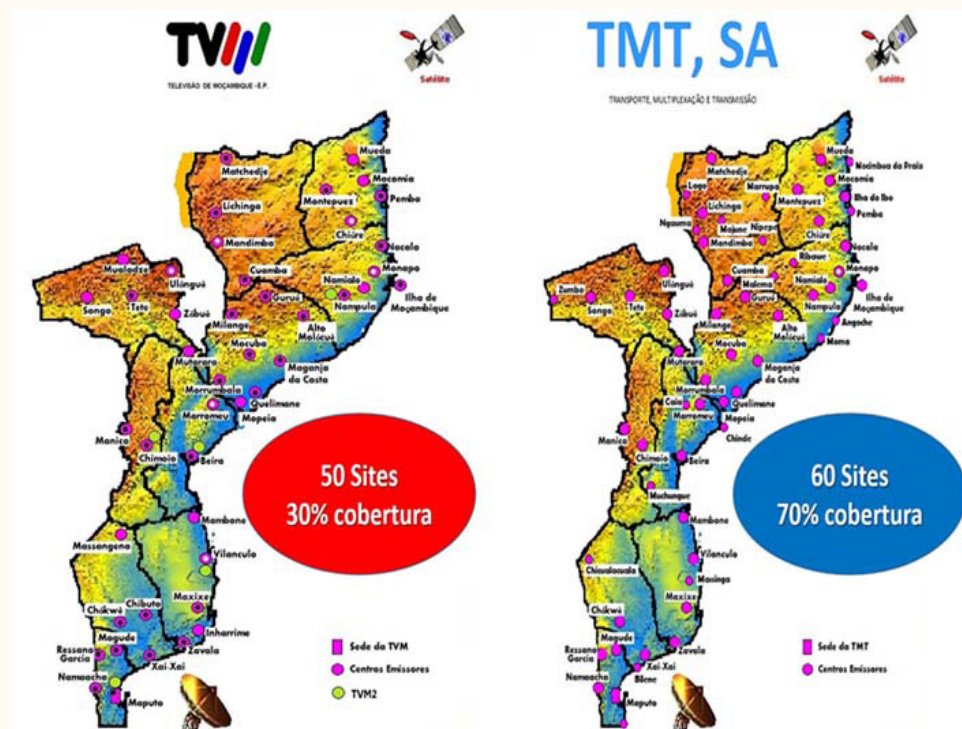 TVM
TELEVISÃO DE MOÇAMBIQUE -E.P.
Satélite
Matchedje
Mueda
Macomia
Lichinga
Montepuez
Pemba
Chiúre
Mandimba
Nacala
Mualadze
Cuamba
Monapo
Ulónguè
Namialo
Gurué
Nampula
Ilha de
Moçambique
Songo
Tete
Zóbué
Milange
Alto
Molócuè
Mocuba
Mutarara
Maganja
da Costa
Morrumbala
Quelimane
Marromeu
Mopeia
Manica
Chimoio
Beira
50 Sites
30% cobertura
Mambone
Massangena
Vilanculo
Maxixe
Chibuto
Chókwè
Inharrime
Magude
Ressano
Garcia
Zavala
Xai-Xai
Namaacha
Maputo
Sede da TVM
Centros Emissores
TVM2
TMT, SA
TRANSPORTE, MULTIPLEXAÇÃO E TRANSMISSÃO
Satélite
Mueda
Matchedje
Mocimbua da Praia
Macomia
Lago
Marrupa
Ilha do Ibo
Lichinga
Montepuez
Pemba
Majune
Ngauma
Nipepe
Chiúre
Mandimba
Nacala
Ribawe
Cuamba
Monapo
Ulónguè
Malema
Namialo
Zumbo
Gurué
Nampula
Ilha de
Moçambique
Songo
Tete
Zóbué
Milange
Alto
Molócuè
Angoche
Moma
Mocuba
Mutarara
Maganja
da Costa
Morrumbala
Caia
Quelimane
Marromeu
Mopeia
Chinde
Manica
Chimoio
Beira
60 Sites
70% cobertura
Muchungue
Mambone
Chicualacuala
Vilanculo
Massinga
Maxixe
Chókwè
Magude
Ressano
Garcia
Zavala
Xai-Xai
Bilene
Namaacha
Maputo
Sede da TMT
Centros Emissores